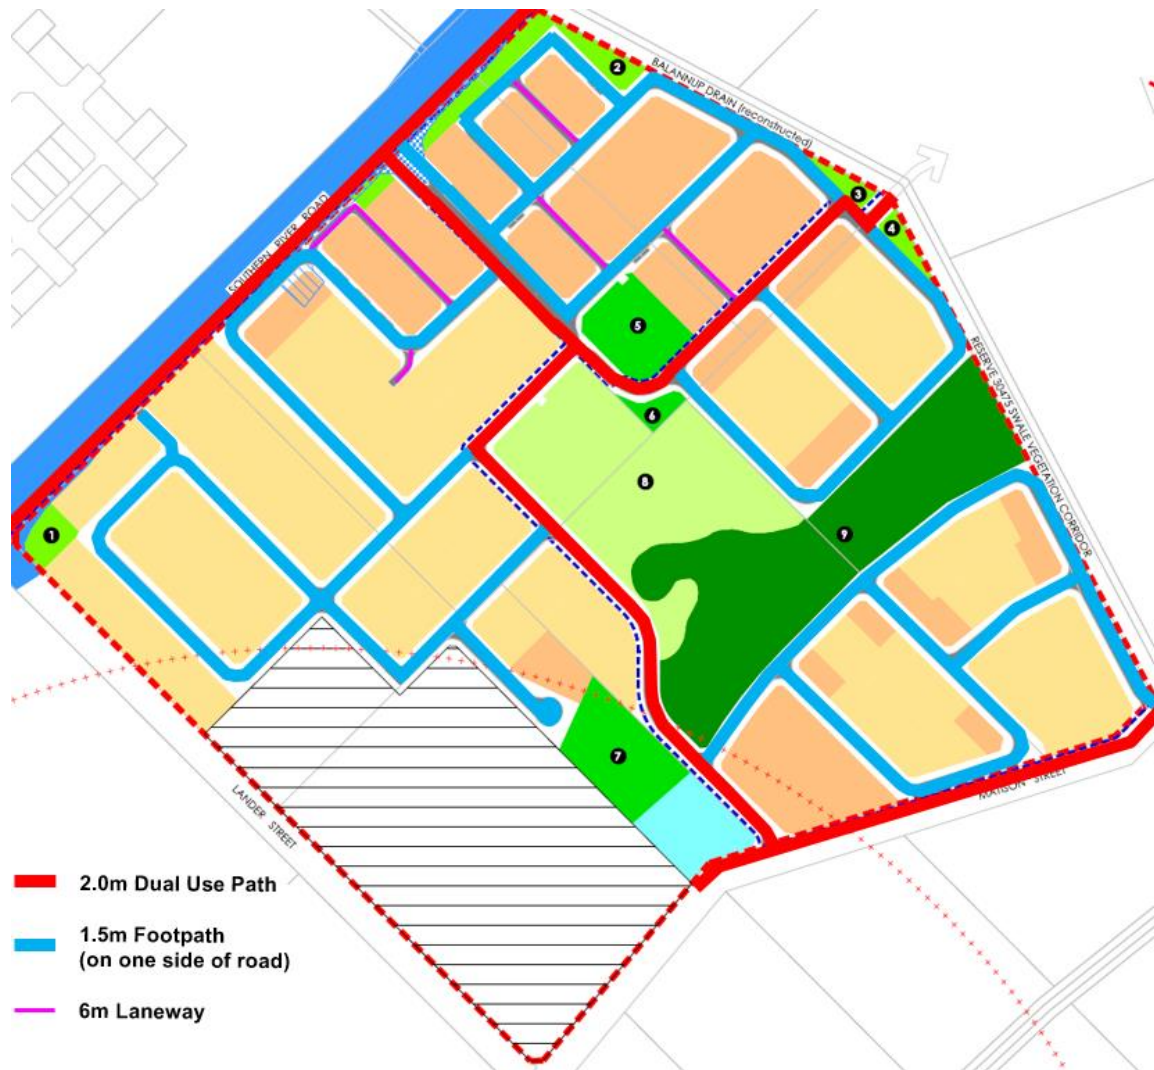 2
BALANNUP DRAIN (reconstructed)
3
4
SOUTHERN RIVER ROAD
5
RESERVE 30475 SWALE VEGETATION CORRIDOR
6
8
9
1
7
MATISON STREET
LANDER STREET
2.0m Dual Use Path
1.5m Footpath
(on one side of road)
6m Laneway